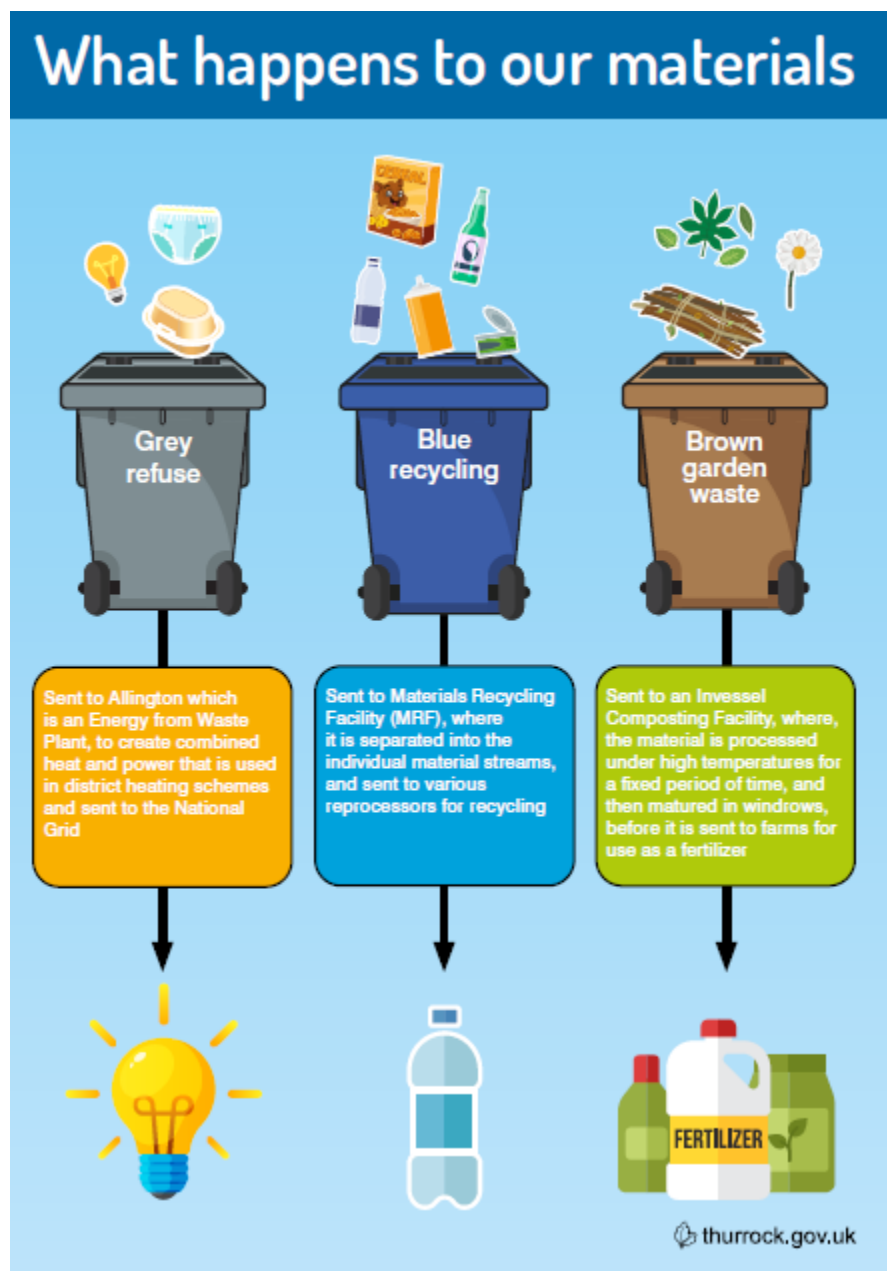 What happens to our materials
CEREAL
Grey
refuse
Blue
recycling
Brown
garden
waste
Sent to Allington which
is an Energy from Waste
Plant, to create combined
heat and power that is used
in district heating schemes
and sent to the National
Grid
Sent to Materials Recycling
Facility (MRF), where
it is separated into the
individual material streams,
and sent to various
reprocessors for recycling
Sent to an Invessel
Composting Facility, where,
the material is processed
under high temperatures for
a fixed period of time, and
then matured in windrows,
before it is sent to farms for
use as a fertilizer
FERTILIZER
thurrock.gov.uk